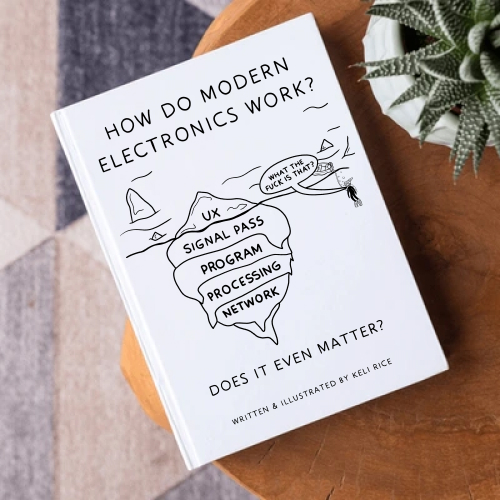 HOW DO MODERN
ELECTRONICS WORK?
WHAT THE
FUCK IS THAT?
UX
SIGNAL PASS
PROGRAM
PROCESSING
NETWORK
DOES IT EVEN MATTER?
WRITTEN & ILLUSTRATED BY KELI RICE